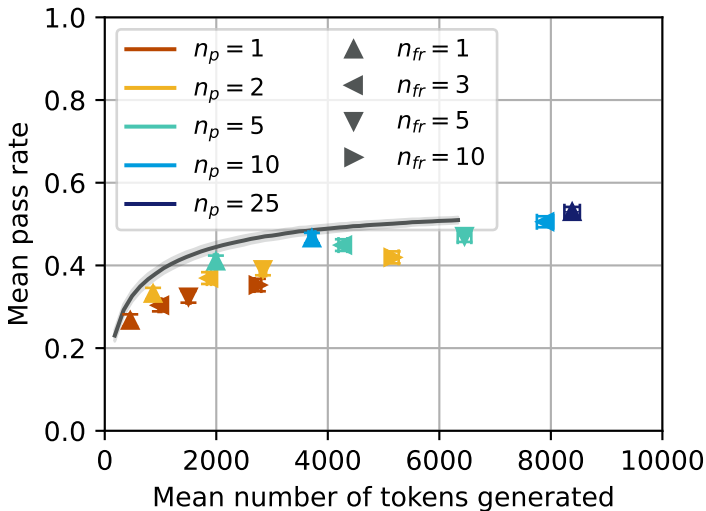 1.0
0.8
0.6
0.4
0.2
0.0
Mean pass rate
n_p = 1
n_p = 2
n_p = 5
n_p = 10
n_p = 25
n_fr = 1
n_fr = 3
n_fr = 5
n_fr = 10
0 2000 4000 6000 8000 10000
Mean number of tokens generated